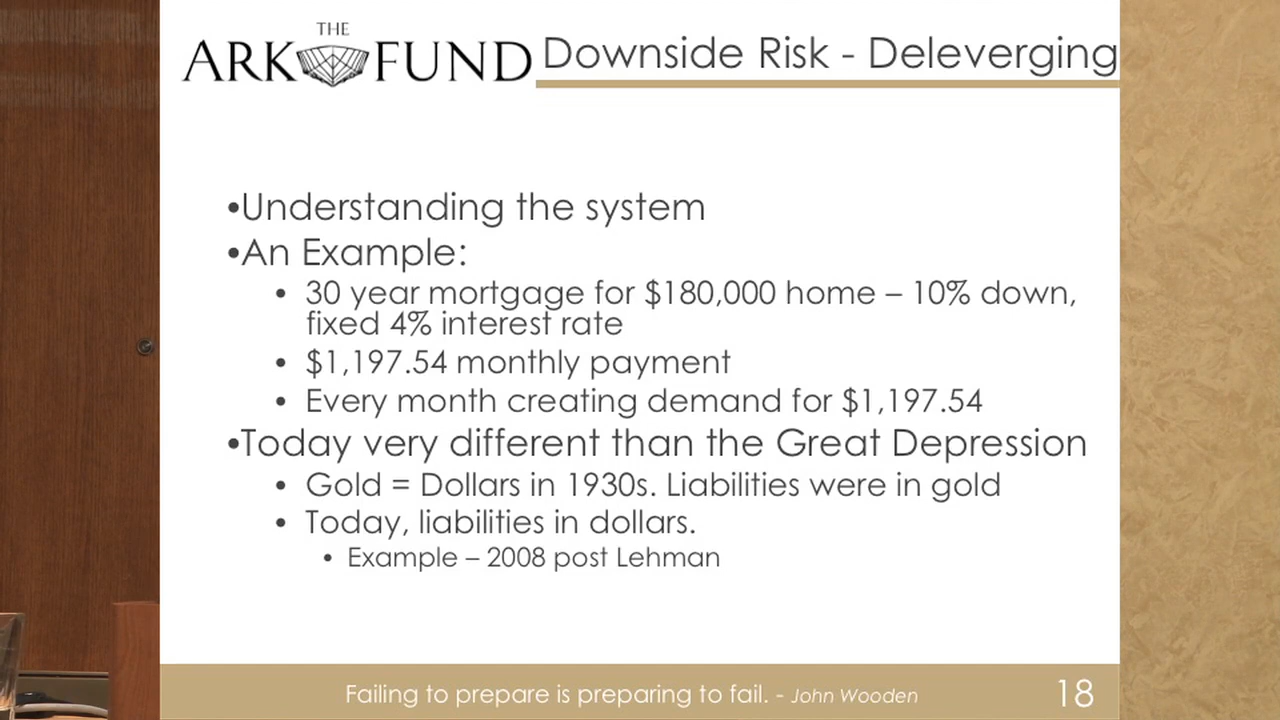 THE
ARK FUND
Downside Risk - Deleverging
•Understanding the system
•An Example:
• 30 year mortgage for $180,000 home – 10% down,
fixed 4% interest rate
• $1,197.54 monthly payment
• Every month creating demand for $1,197.54
•Today very different than the Great Depression
• Gold = Dollars in 1930s. Liabilities were in gold
• Today, liabilities in dollars.
• Example – 2008 post Lehman
Failing to prepare is preparing to fail. - John Wooden
18